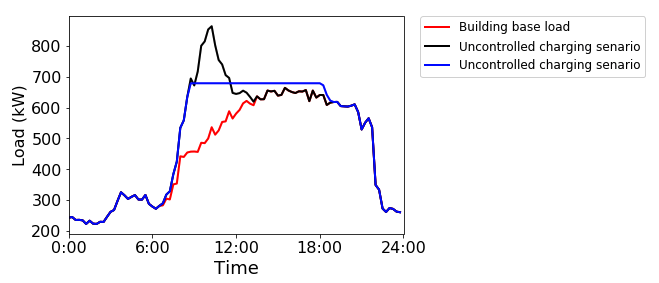 Building base load
Uncontrolled charging senario
Uncontrolled charging senario
Load (kW)
800
700
600
500
400
300
200
0:00 6:00 12:00 18:00 24:00
Time